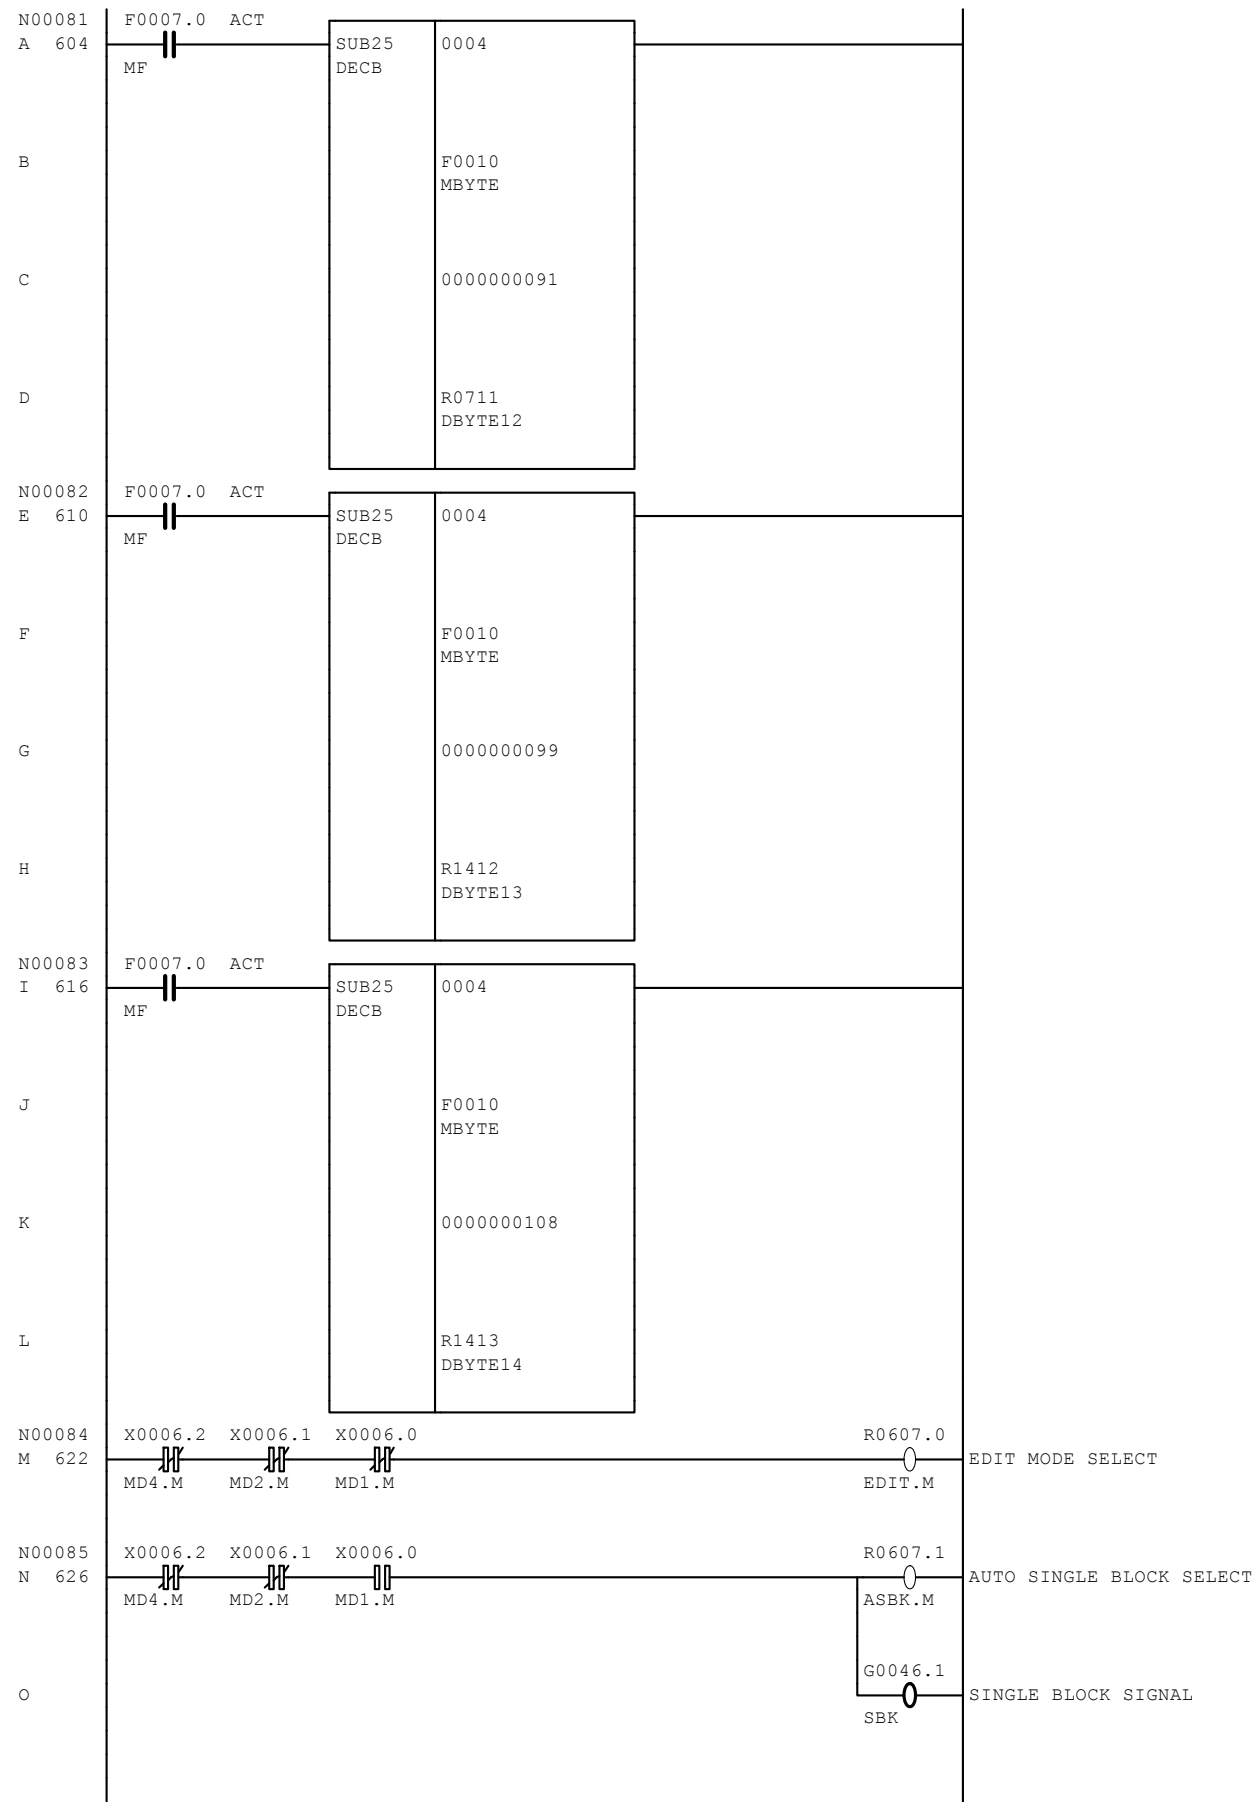 N00081 F0007.0 ACT
A 604 SUB25 0004
MF DECB
B F0010
MBYTE
C 0000000091
D R0711
DBYTE12
N00082 F0007.0 ACT
E 610 SUB25 0004
MF DECB
F F0010
MBYTE
G 0000000099
H R1412
DBYTE13
N00083 F0007.0 ACT
I 616 SUB25 0004
MF DECB
J F0010
MBYTE
K 0000000108
L R1413
DBYTE14
N00084 X0006.2 X0006.1 X0006.0 R0607.0
M 622 EDIT MODE SELECT
MD4.M MD2.M MD1.M EDIT.M
N00085 X0006.2 X0006.1 X0006.0 R0607.1
N 626 AUTO SINGLE BLOCK SELECT
MD4.M MD2.M MD1.M ASBK.M
G0046.1
O SINGLE BLOCK SIGNAL
SBK